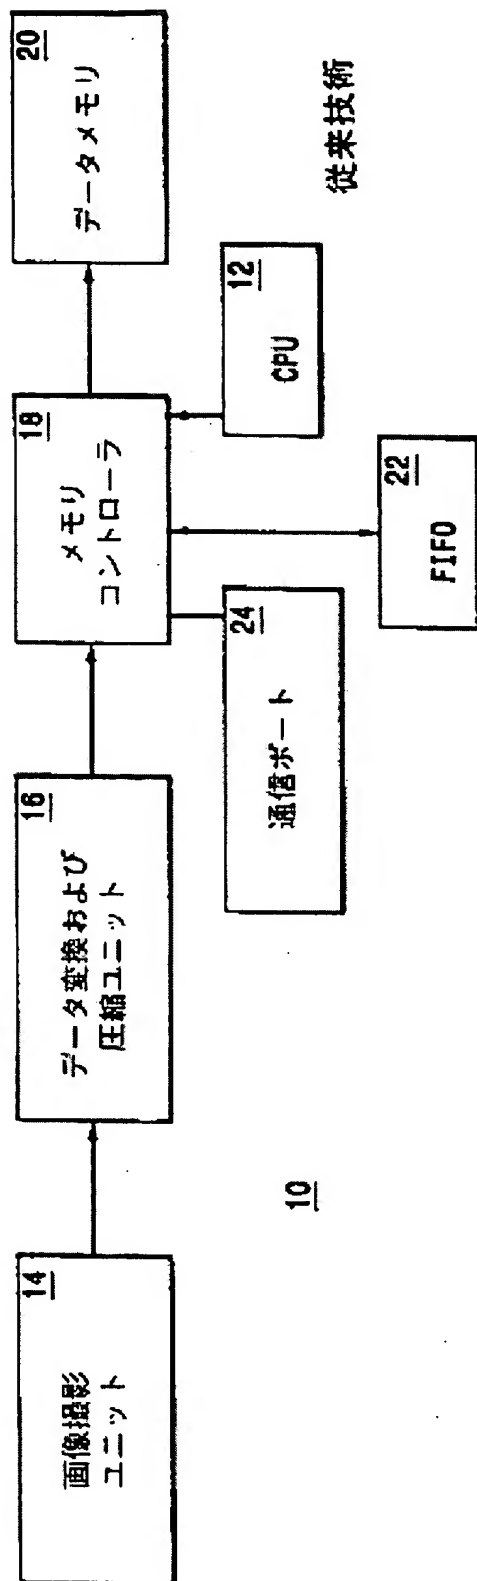 14
画像撮影
ユニット
16
データ変換および
圧縮ユニット
18
メモリ
コントローラ
20
データメモリ
24
通信ポート
22
FIFO
12
CPU
10
従来技術